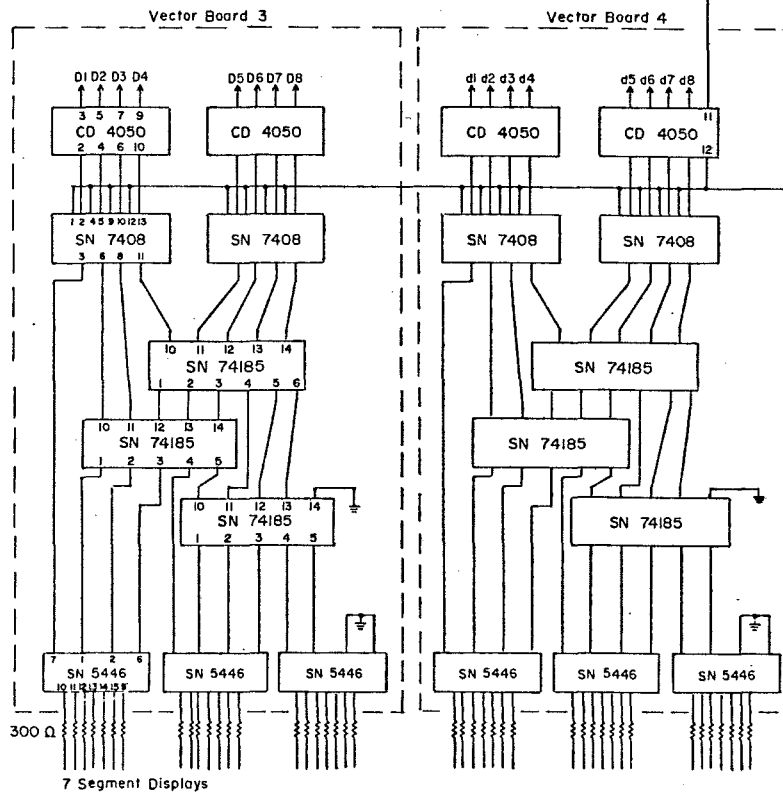 Vector Board 3
Vector Board 4
D1 D2 D3 D4
D5 D6 D7 D8
d1 d2 d3 d4
d5 d6 d7 d8
3 5 7 9
CD 4050
2 4 6 10
CD 4050
CD 4050
11
CD 4050
12
1 2 4 5 9 10 12 13
SN 7408
3 6 8 11
SN 7408
SN 7408
SN 7408
10 11 12 13 14
SN 74185
1 2 3 4 5 6
SN 74185
10 11 12 13 14
SN 74185
1 2 3 4 5
SN 74185
10 11 12 13 14
SN 74185
1 2 3 4 5
SN 74185
7 1 2 6
SN 5446
10 11 12 13 14 15 9
SN 5446
SN 5446
SN 5446
SN 5446
SN 5446
300 Ω
7 Segment Displays